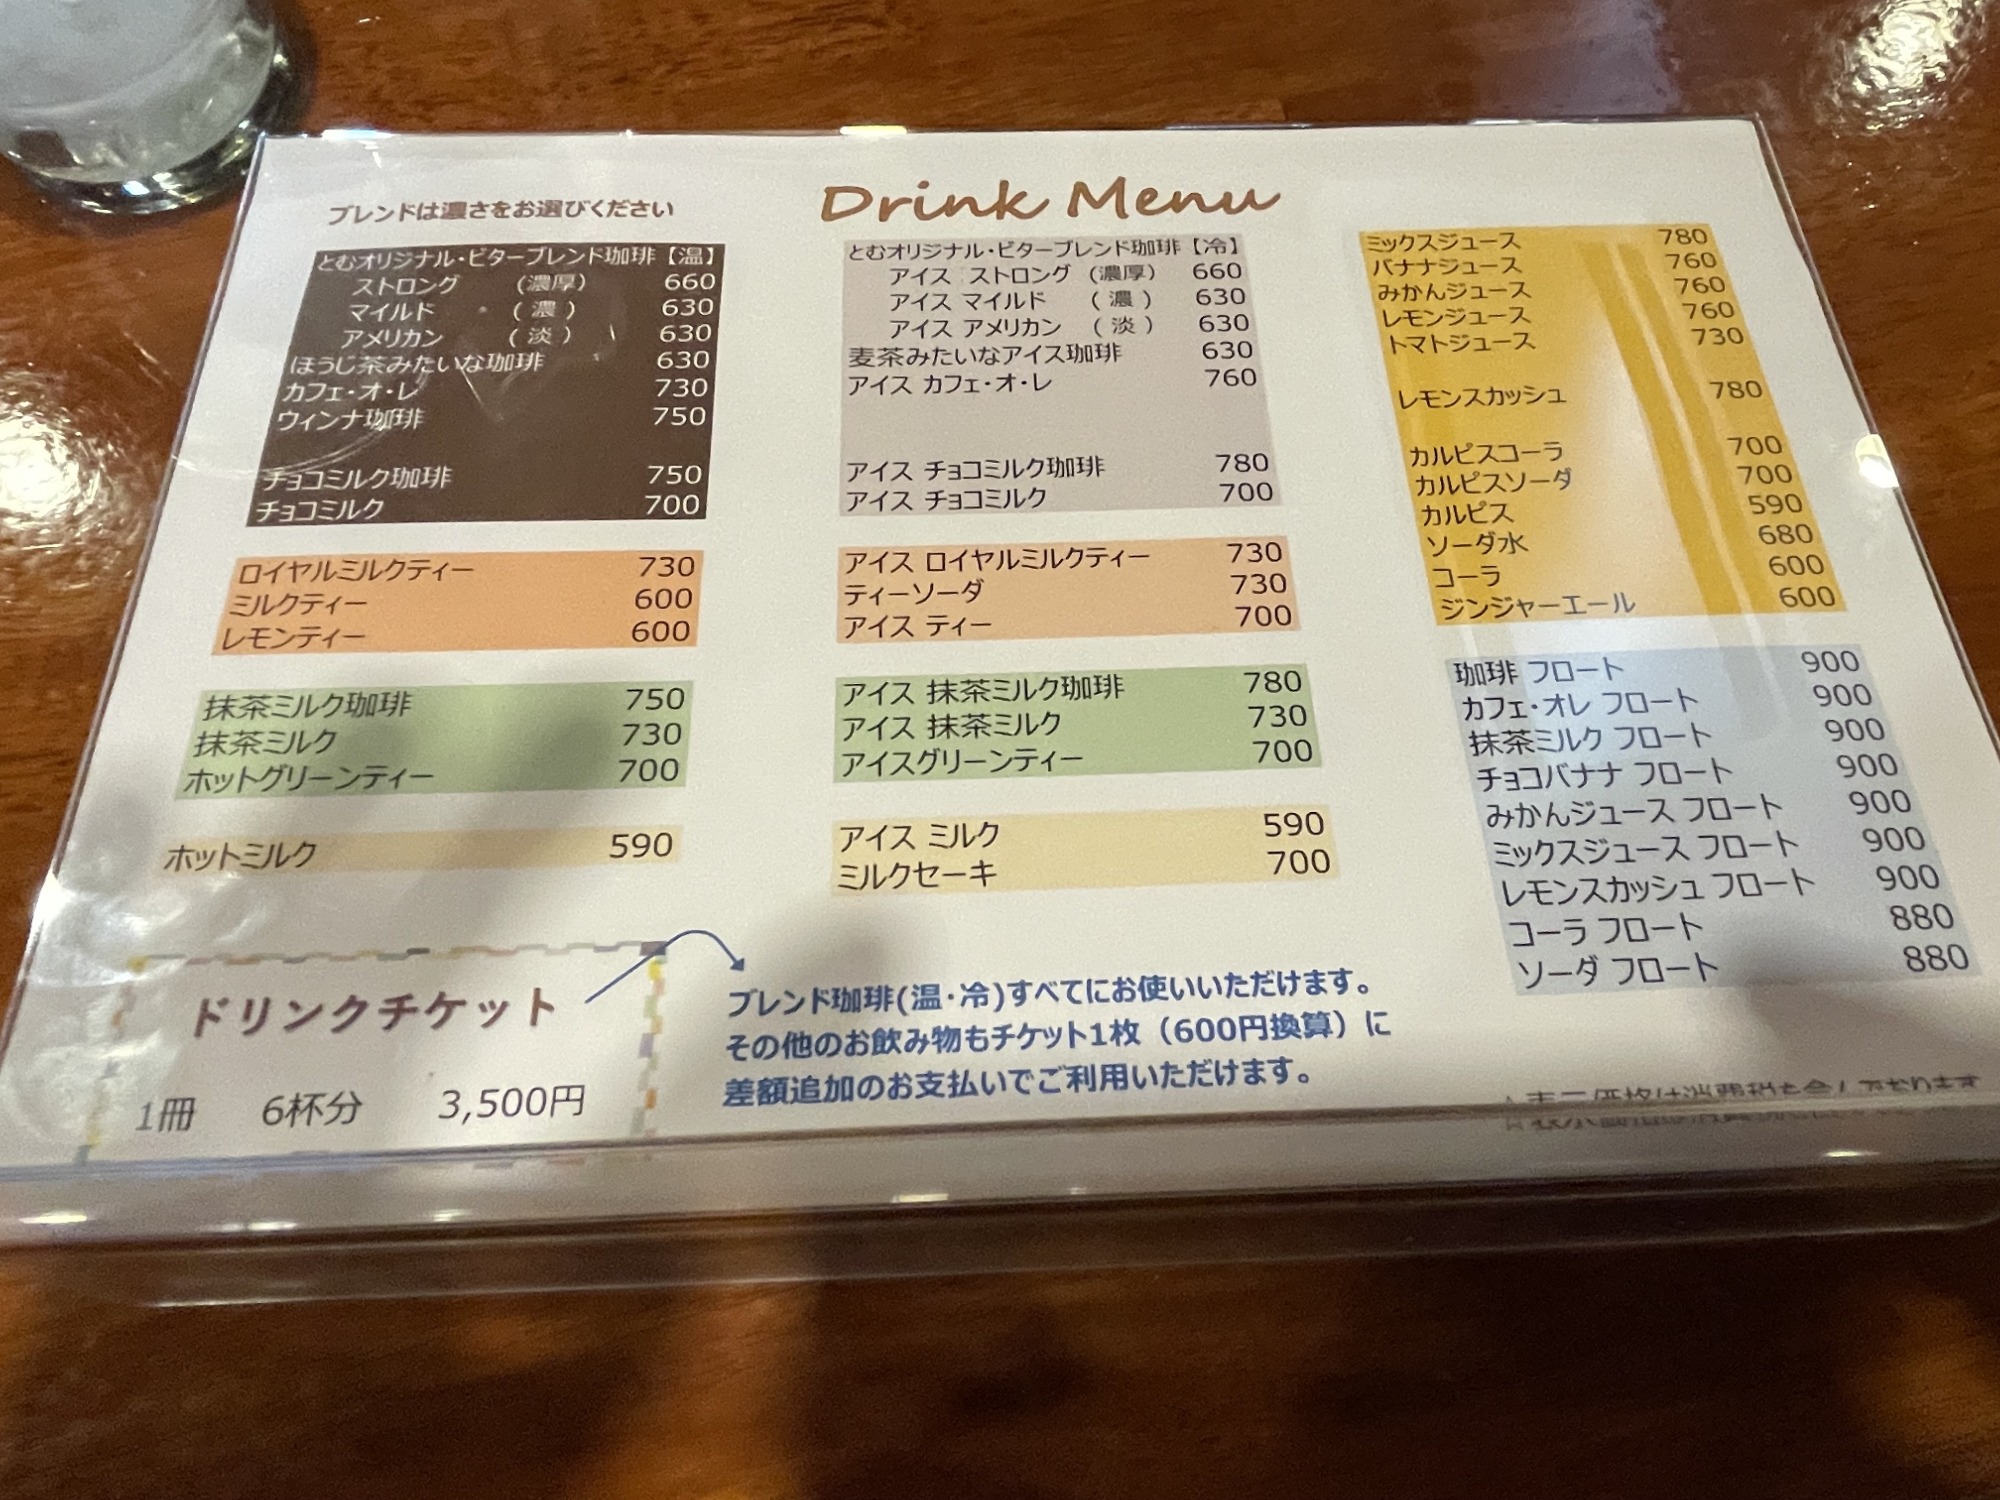 Drink Menu
ブレンドは濃さをお選びください
とむオリジナル・ビターブレンド珈琲【温】
ストロング (濃厚) 660
マイルド (濃) 630
アメリカン (淡) 630
ほうじ茶みたいな珈琲 630
カフェ・オ・レ 730
ウィンナ珈琲 750
チョコミルク珈琲 750
チョコミルク 700
ロイヤルミルクティー 730
ミルクティー 600
レモンティー 600
抹茶ミルク珈琲 750
抹茶ミルク 730
ホットグリーンティー 700
ホットミルク 590
とむオリジナル・ビターブレンド珈琲【冷】
アイス ストロング (濃厚) 660
アイス マイルド (濃) 630
アイス アメリカン (淡) 630
麦茶みたいなアイス珈琲 630
アイス カフェ・オ・レ 760
アイス チョコミルク珈琲 780
アイス チョコミルク 700
アイス ロイヤルミルクティー 730
ティーソーダ 730
アイス ティー 700
アイス 抹茶ミルク珈琲 780
アイス 抹茶ミルク 730
アイスグリーンティー 700
アイス ミルク 590
ミルクセーキ 700
ミックスジュース 780
バナナジュース 760
みかんジュース 760
レモンジュース 760
トマトジュース 730
レモンスカッシュ 780
カルピスコーラ 700
カルピスソーダ 700
カルピス 590
ソーダ水 680
コーラ 600
ジンジャーエール 600
珈琲 フロート 900
カフェ・オレ フロート 900
抹茶ミルク フロート 900
チョコバナナ フロート 900
みかんジュース フロート 900
ミックスジュース フロート 900
レモンスカッシュ フロート 900
コーラ フロート 880
ソーダ フロート 880
ドリンクチケット
1冊 6杯分 3,500円
ブレンド珈琲(温・冷)すべてにお使いいただけます。
その他のお飲み物もチケット1枚（600円換算）に
差額追加のお支払いでご利用いただけます。
表示価格は消費税も含んでおります